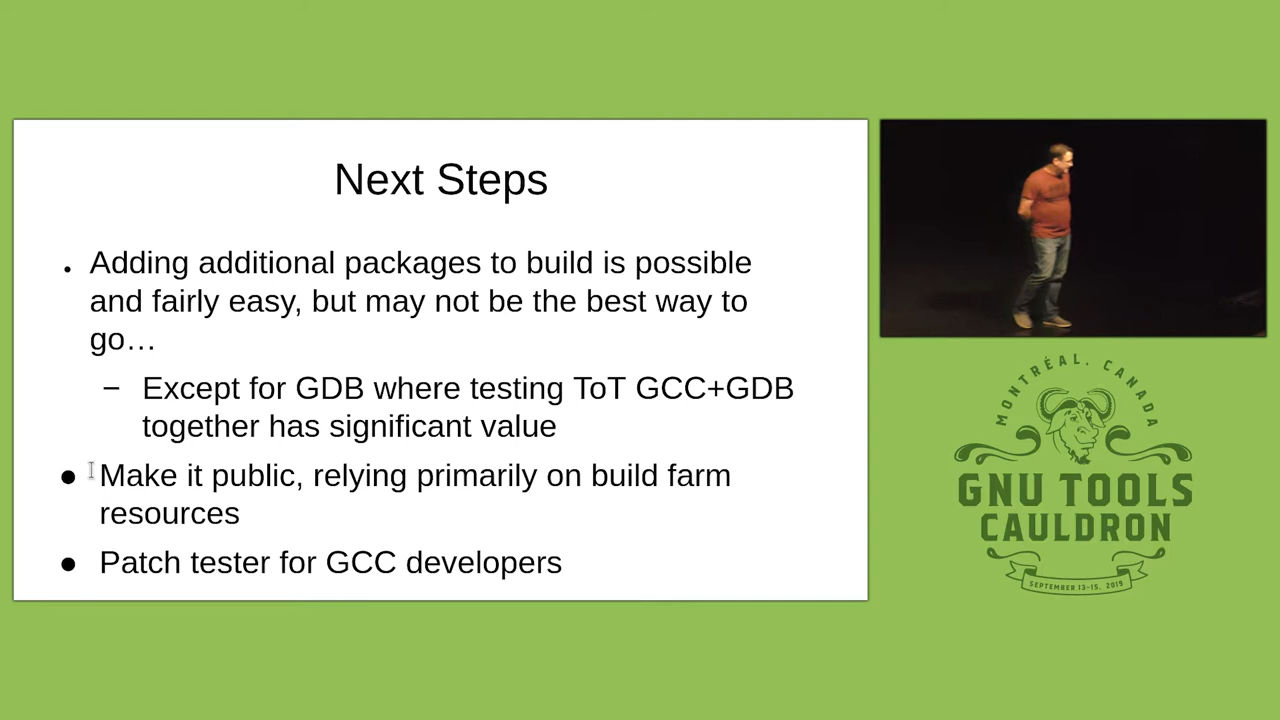 Next Steps
• Adding additional packages to build is possible
and fairly easy, but may not be the best way to
go…
– Except for GDB where testing ToT GCC+GDB
together has significant value
● Make it public, relying primarily on build farm
resources
● Patch tester for GCC developers
MONTRÉAL, CANADA
GNU TOOLS
CAULDRON
SEPTEMBER 13-15, 2019